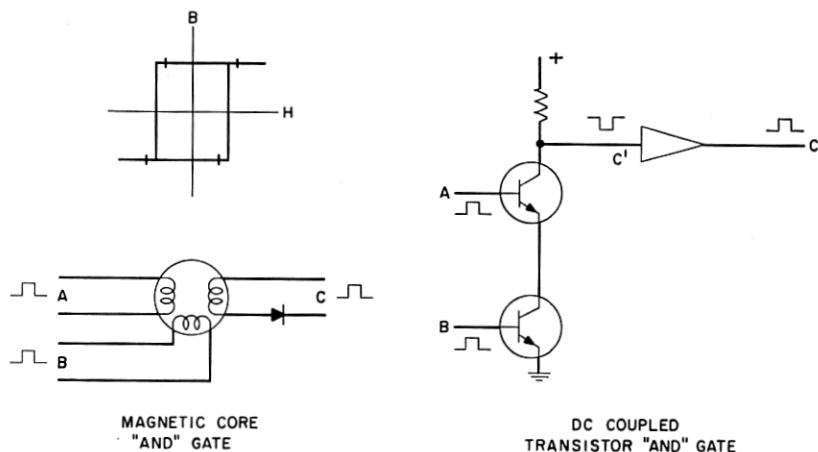 B
H
A
B
C
MAGNETIC CORE
"AND" GATE
+
C'
C
A
B
DC COUPLED
TRANSISTOR "AND" GATE